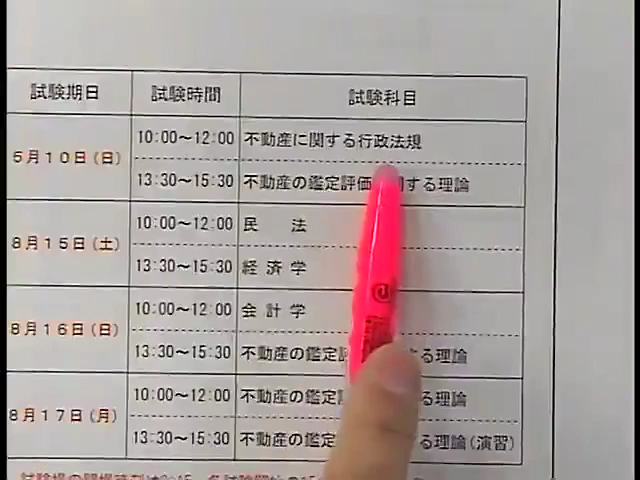 試験期日 試験時間 試験科目
5月10日(日) 10:00〜12:00 不動産に関する行政法規
13:30〜15:30 不動産の鑑定評価 する理論
8月15日(土) 10:00〜12:00 民 法
13:30〜15:30 経済学
8月16日(日) 10:00〜12:00 会計学
13:30〜15:30 不動産の鑑定 る理論
8月17日(月) 10:00〜12:00 不動産の鑑定 る理論
13:30〜15:30 不動産の鑑定 る理論(演習)